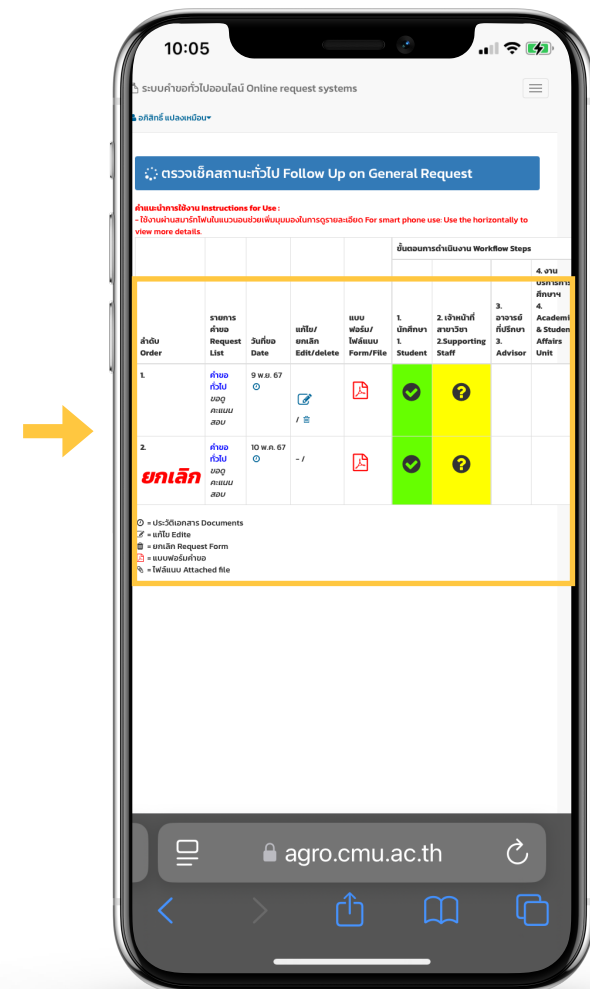 10:05
ระบบคำขอทั่วไปออนไลน์ Online request systems
อภิสิทธิ์ แปลงเหมือน
ตรวจเช็คสถานะทั่วไป Follow Up on General Request
คำแนะนำการใช้งาน Instructions for Use :
- ใช้งานผ่านสมาร์ทโฟนในแนวนอนช่วยเพิ่มมุมมองในการดูรายละเอียด For smart phone use: Use the horizontally to
view more details.
ขั้นตอนการดำเนินงาน Workflow Steps
ลำดับ
Order
รายการ
คำขอ
Request
List
วันที่ขอ
Date
แก้ไข/
ยกเลิก
Edit/delete
แบบ
ฟอร์ม/
ไฟล์แนบ
Form/File
1.
นักศึกษา
1.
Student
2. เจ้าหน้าที่
สาขาวิชา
2.Supporting
Staff
3.
อาจารย์
ที่ปรึกษา
3.
Advisor
4. งาน
บริการการ
ศึกษาฯ
4.
Academi
& Studen
Affairs
Unit
1.
คำขอ
ทั่วไป
ขอดู
คะแนน
สอบ
9 พ.ย. 67
/
2.
ยกเลิก
คำขอ
ทั่วไป
ขอดู
คะแนน
สอบ
10 พ.ค. 67
- /
= ประวัติเอกสาร Documents
= แก้ไข Edite
= ยกเลิก Request Form
= แบบฟอร์มคำขอ
= ไฟล์แนบ Attached file
agro.cmu.ac.th